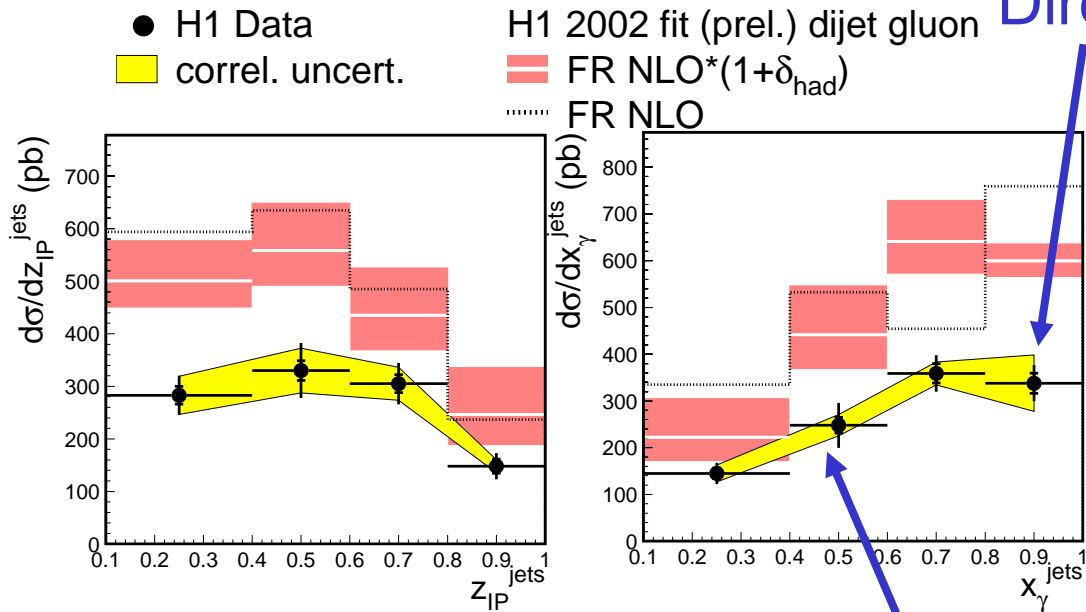 H1 Data
correl. uncert.
H1 2002 fit (prel.) dijet gluon
FR NLO*(1+δhad)
FR NLO
dσ/dzIPjets (pb)
700
600
500
400
300
200
100
0
0.1 0.2 0.3 0.4 0.5 0.6 0.7 0.8 0.9 1
zIPjets
dσ/dxγjets (pb)
800
700
600
500
400
300
200
100
0
0.1 0.2 0.3 0.4 0.5 0.6 0.7 0.8 0.9 1
xγjets